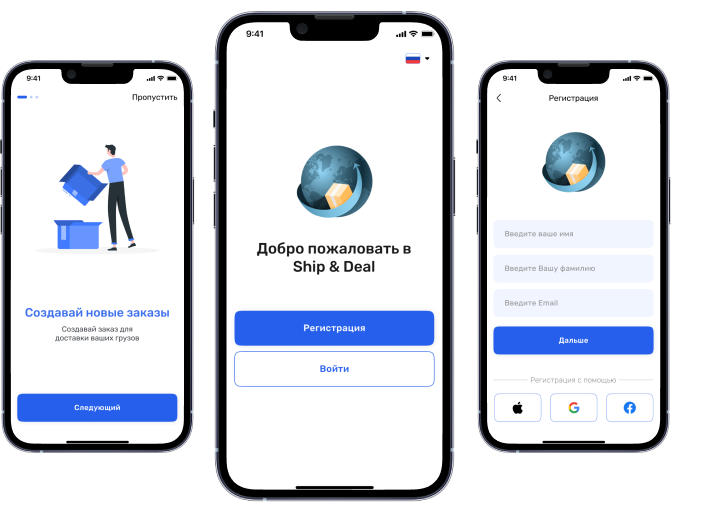 9:41
Пропустить
Создавай новые заказы
Создавай заказ для
доставки ваших грузов
Следующий
9:41
Добро пожаловать в
Ship & Deal
Регистрация
Войти
9:41
Регистрация
Введите ваше имя
Введите Вашу фамилию
Введите Email
Дальше
Регистрация с помощью